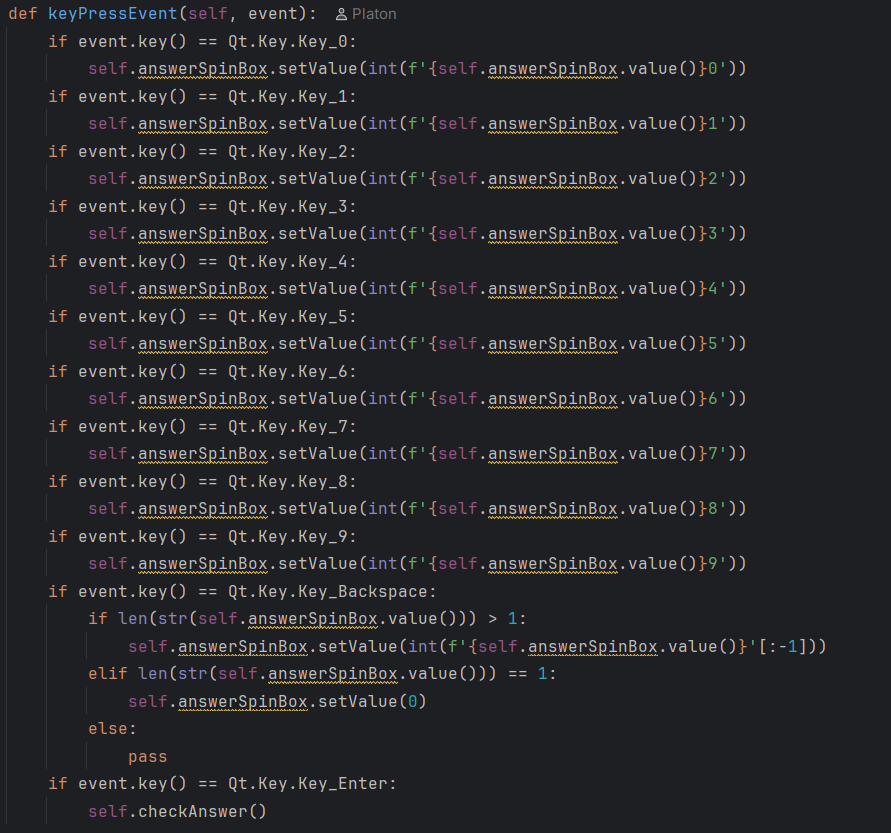 def keyPressEvent(self, event):  Platon
    if event.key() == Qt.Key.Key_0:
        self.answerSpinBox.setValue(int(f'{self.answerSpinBox.value()}0'))
    if event.key() == Qt.Key.Key_1:
        self.answerSpinBox.setValue(int(f'{self.answerSpinBox.value()}1'))
    if event.key() == Qt.Key.Key_2:
        self.answerSpinBox.setValue(int(f'{self.answerSpinBox.value()}2'))
    if event.key() == Qt.Key.Key_3:
        self.answerSpinBox.setValue(int(f'{self.answerSpinBox.value()}3'))
    if event.key() == Qt.Key.Key_4:
        self.answerSpinBox.setValue(int(f'{self.answerSpinBox.value()}4'))
    if event.key() == Qt.Key.Key_5:
        self.answerSpinBox.setValue(int(f'{self.answerSpinBox.value()}5'))
    if event.key() == Qt.Key.Key_6:
        self.answerSpinBox.setValue(int(f'{self.answerSpinBox.value()}6'))
    if event.key() == Qt.Key.Key_7:
        self.answerSpinBox.setValue(int(f'{self.answerSpinBox.value()}7'))
    if event.key() == Qt.Key.Key_8:
        self.answerSpinBox.setValue(int(f'{self.answerSpinBox.value()}8'))
    if event.key() == Qt.Key.Key_9:
        self.answerSpinBox.setValue(int(f'{self.answerSpinBox.value()}9'))
    if event.key() == Qt.Key.Key_Backspace:
        if len(str(self.answerSpinBox.value())) > 1:
            self.answerSpinBox.setValue(int(f'{self.answerSpinBox.value()}'[:-1]))
        elif len(str(self.answerSpinBox.value())) == 1:
            self.answerSpinBox.setValue(0)
        else:
            pass
    if event.key() == Qt.Key.Key_Enter:
        self.checkAnswer()